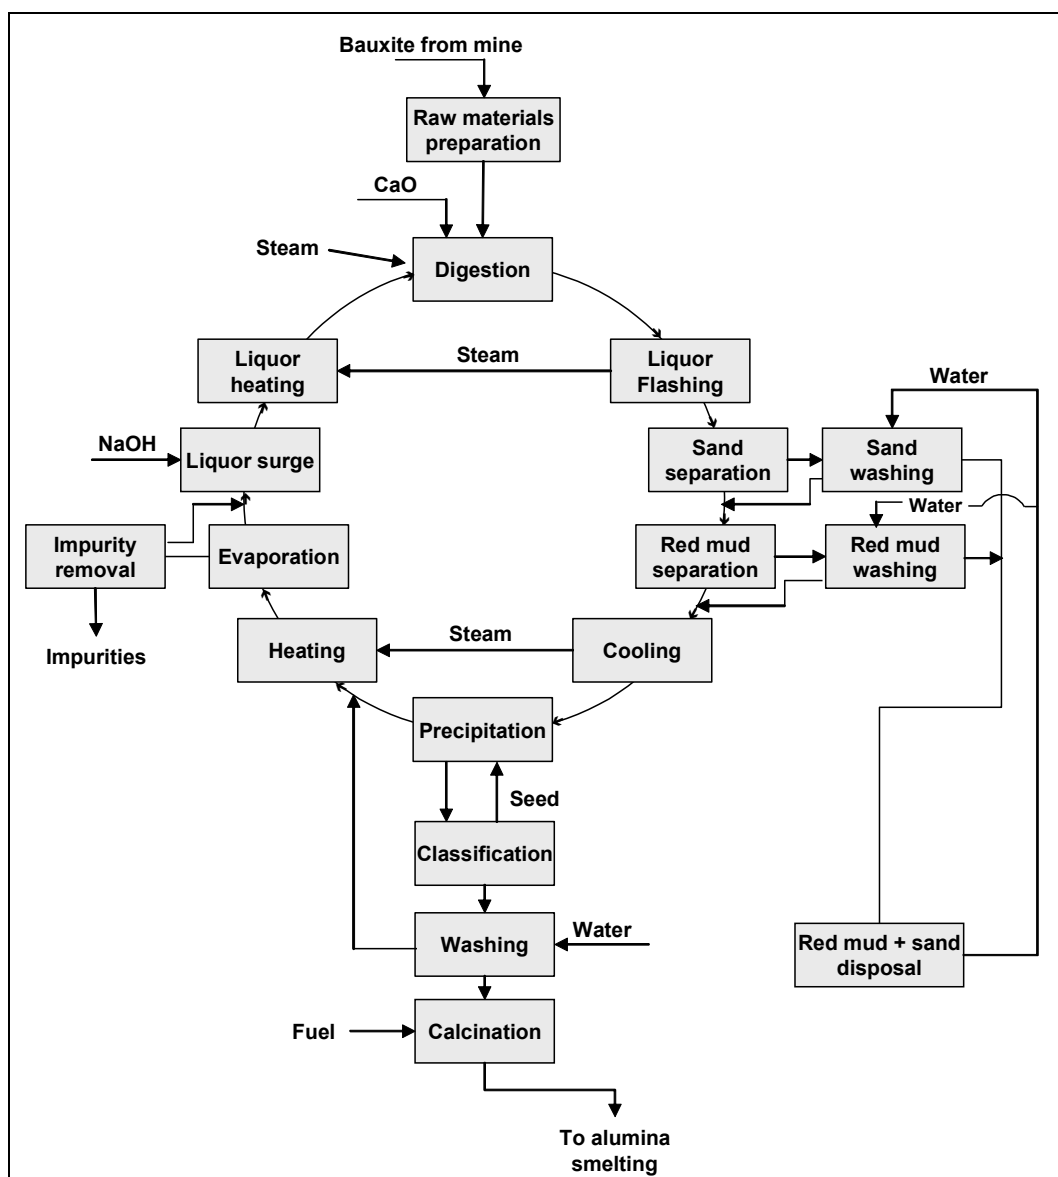 Bauxite from mine
Raw materials
preparation
CaO
Steam
Digestion
Liquor
heating
Steam
Liquor
Flashing
Water
NaOH
Liquor surge
Sand
separation
Sand
washing
Water
Impurity
removal
Evaporation
Red mud
separation
Red mud
washing
Impurities
Heating
Steam
Cooling
Precipitation
Seed
Classification
Washing
Water
Red mud + sand
disposal
Fuel
Calcination
To alumina
smelting